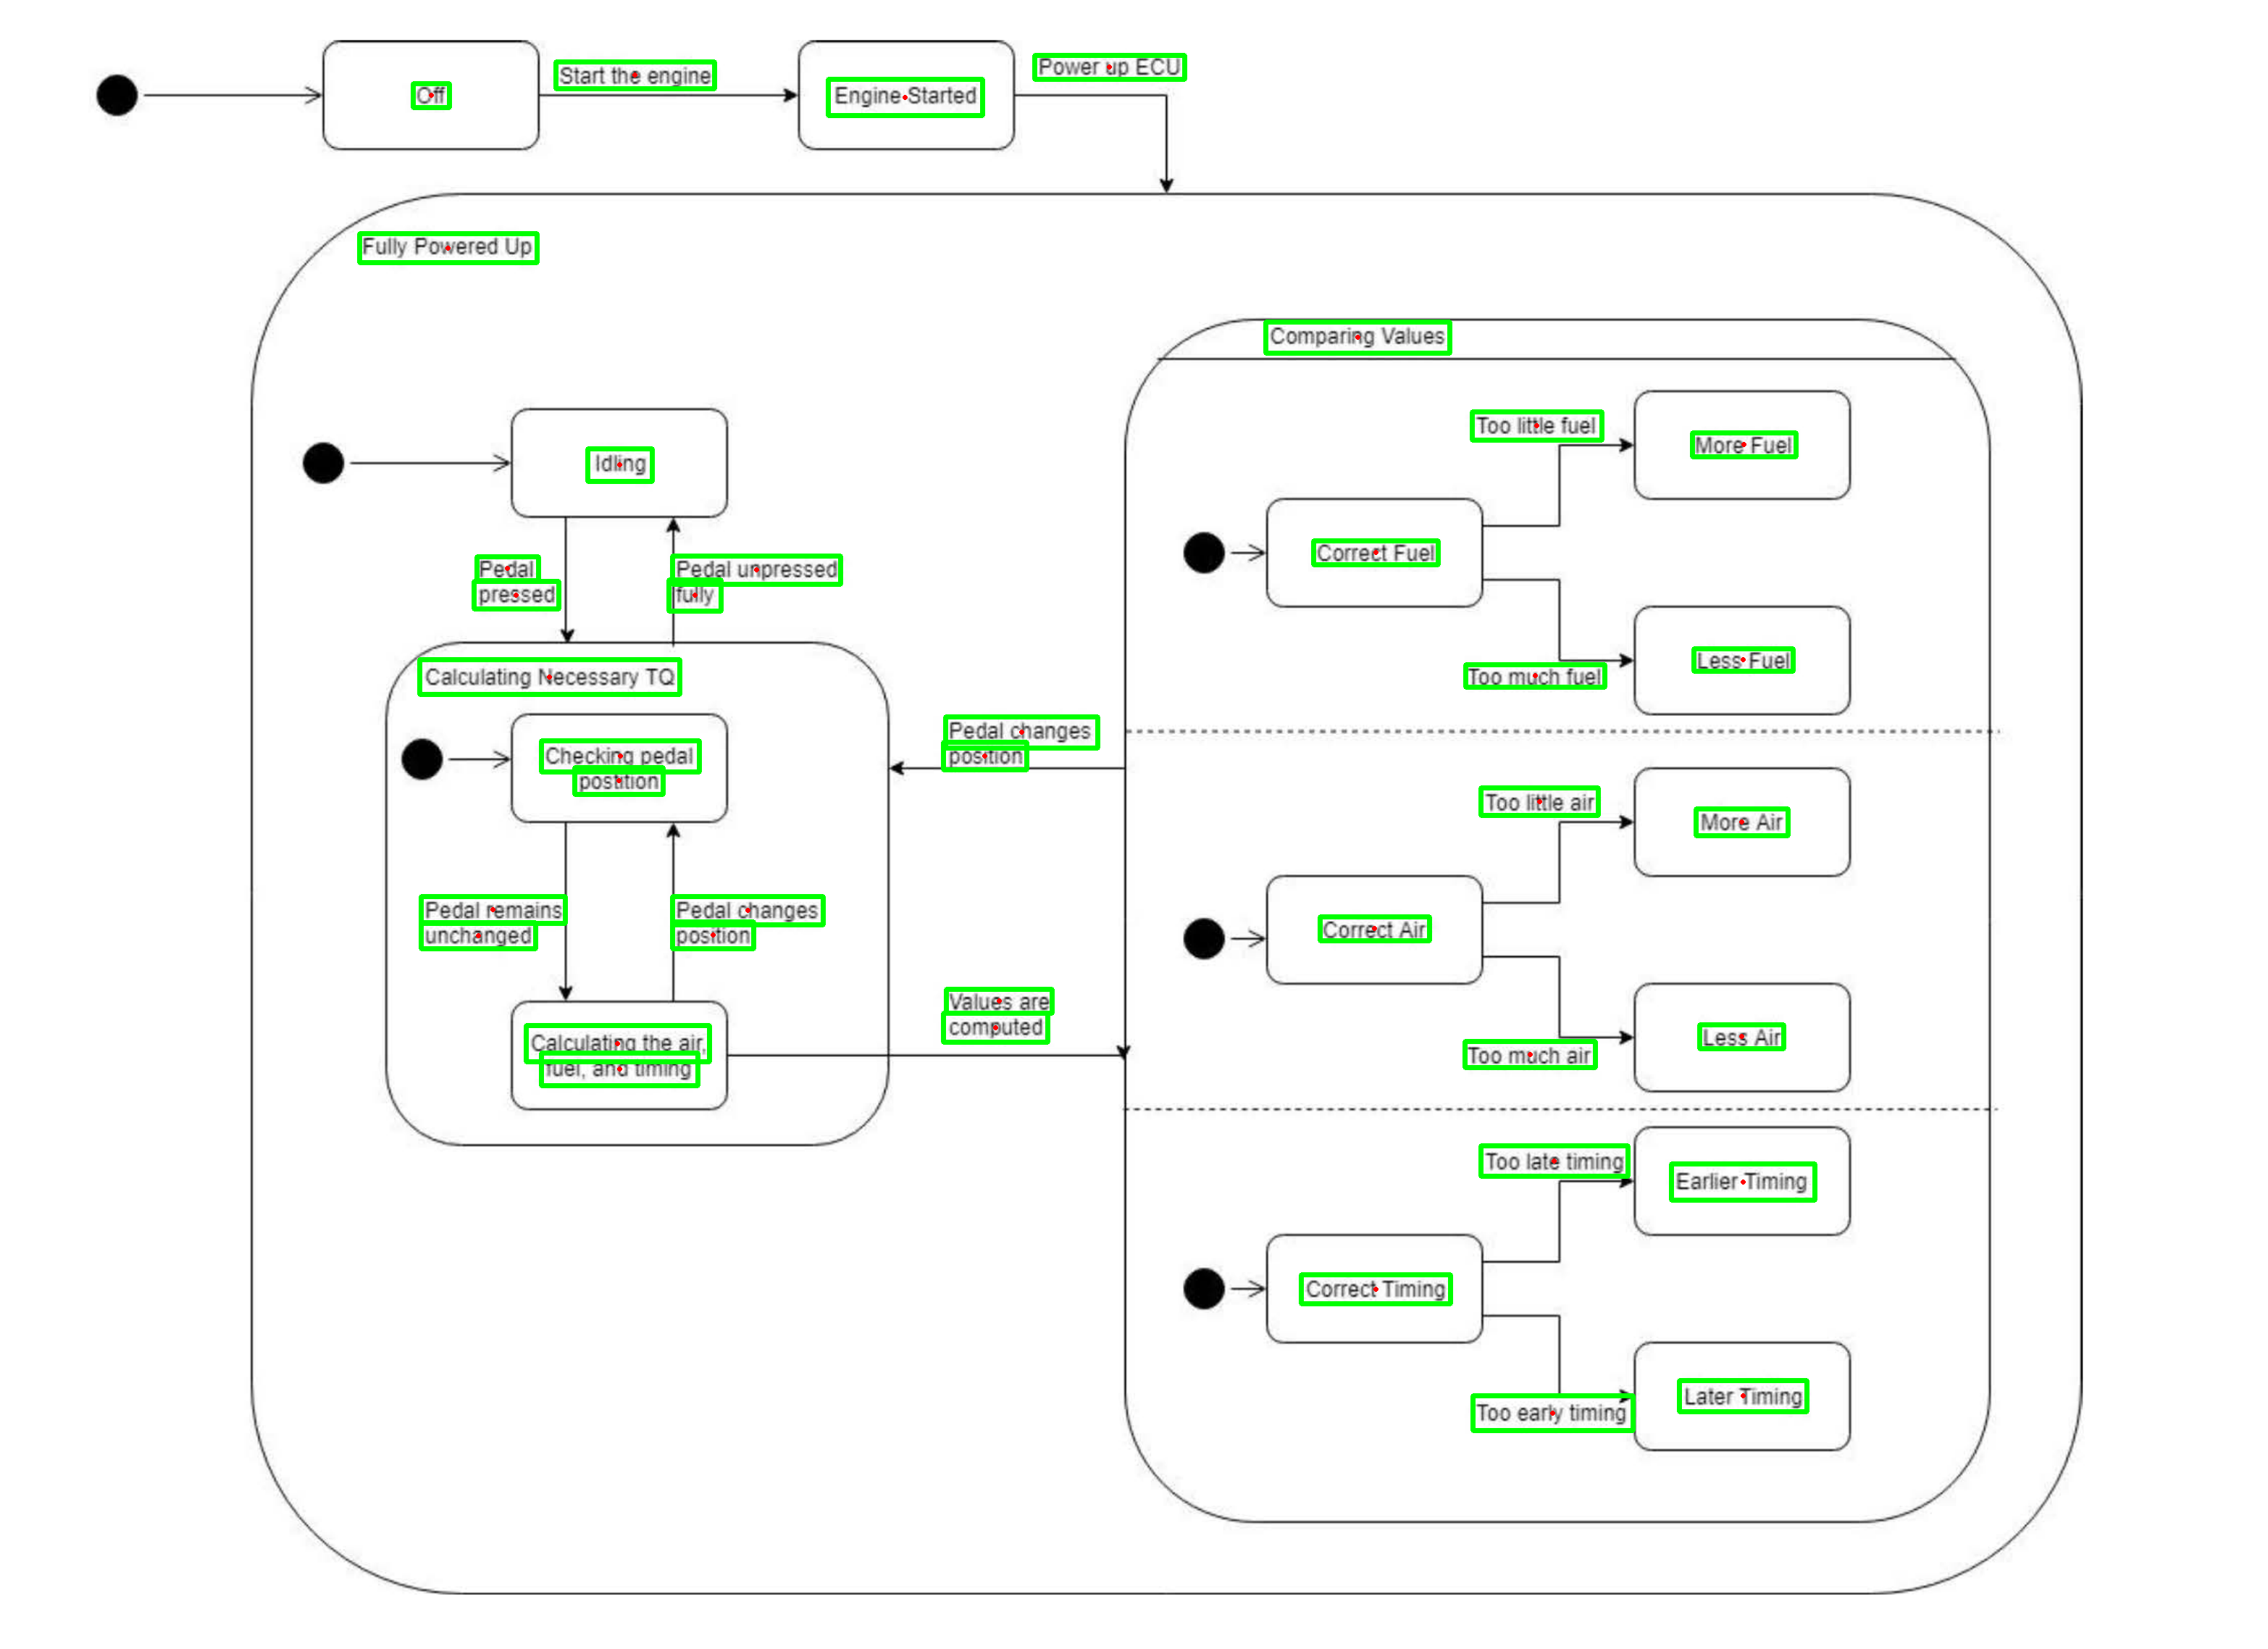 Off
Start the engine
Engine Started
Power up ECU
Fully Powered Up
Idling
Pedal
pressed
Pedal unpressed
fully
Calculating Necessary TQ
Checking pedal
postition
Pedal remains
unchanged
Pedal changes
position
Calculating the air,
fuel, and timing
Pedal changes
position
Values are
computed
Comparing Values
Correct Fuel
Too little fuel
More Fuel
Too much fuel
Less Fuel
Correct Air
Too little air
More Air
Too much air
Less Air
Correct Timing
Too late timing
Earlier Timing
Too early timing
Later Timing